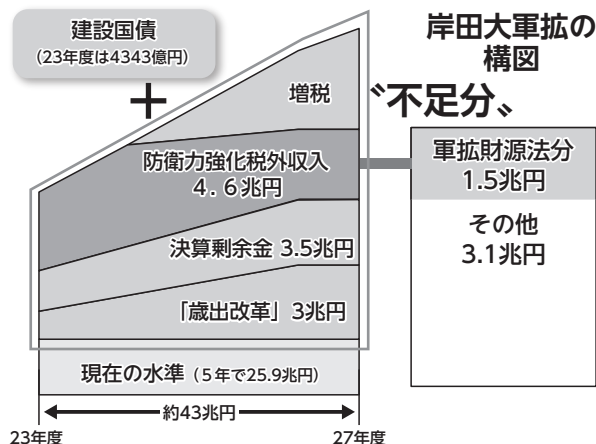 建設国債
(23年度は4343億円)
＋
岸田大軍拡の
構図
増税
〝不足分〟
防衛力強化税外収入
4.6兆円
軍拡財源法分
1.5兆円
その他
3.1兆円
決算剰余金 3.5兆円
「歳出改革」3兆円
現在の水準（5年で25.9兆円）
約43兆円
23年度
27年度